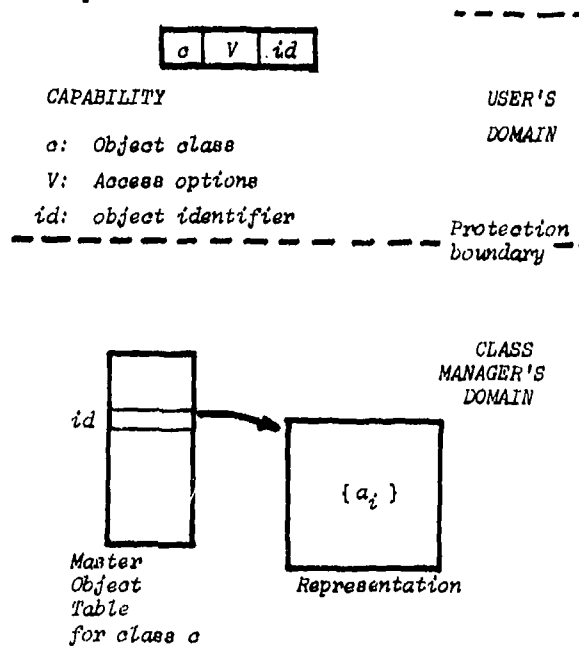 c V id
CAPABILITY
c: Object class
V: Access options
id: object identifier
USER'S
DOMAIN
Protection
boundary
CLASS
MANAGER'S
DOMAIN
id
{ a_i }
Master
Object
Table
for class c
Representation